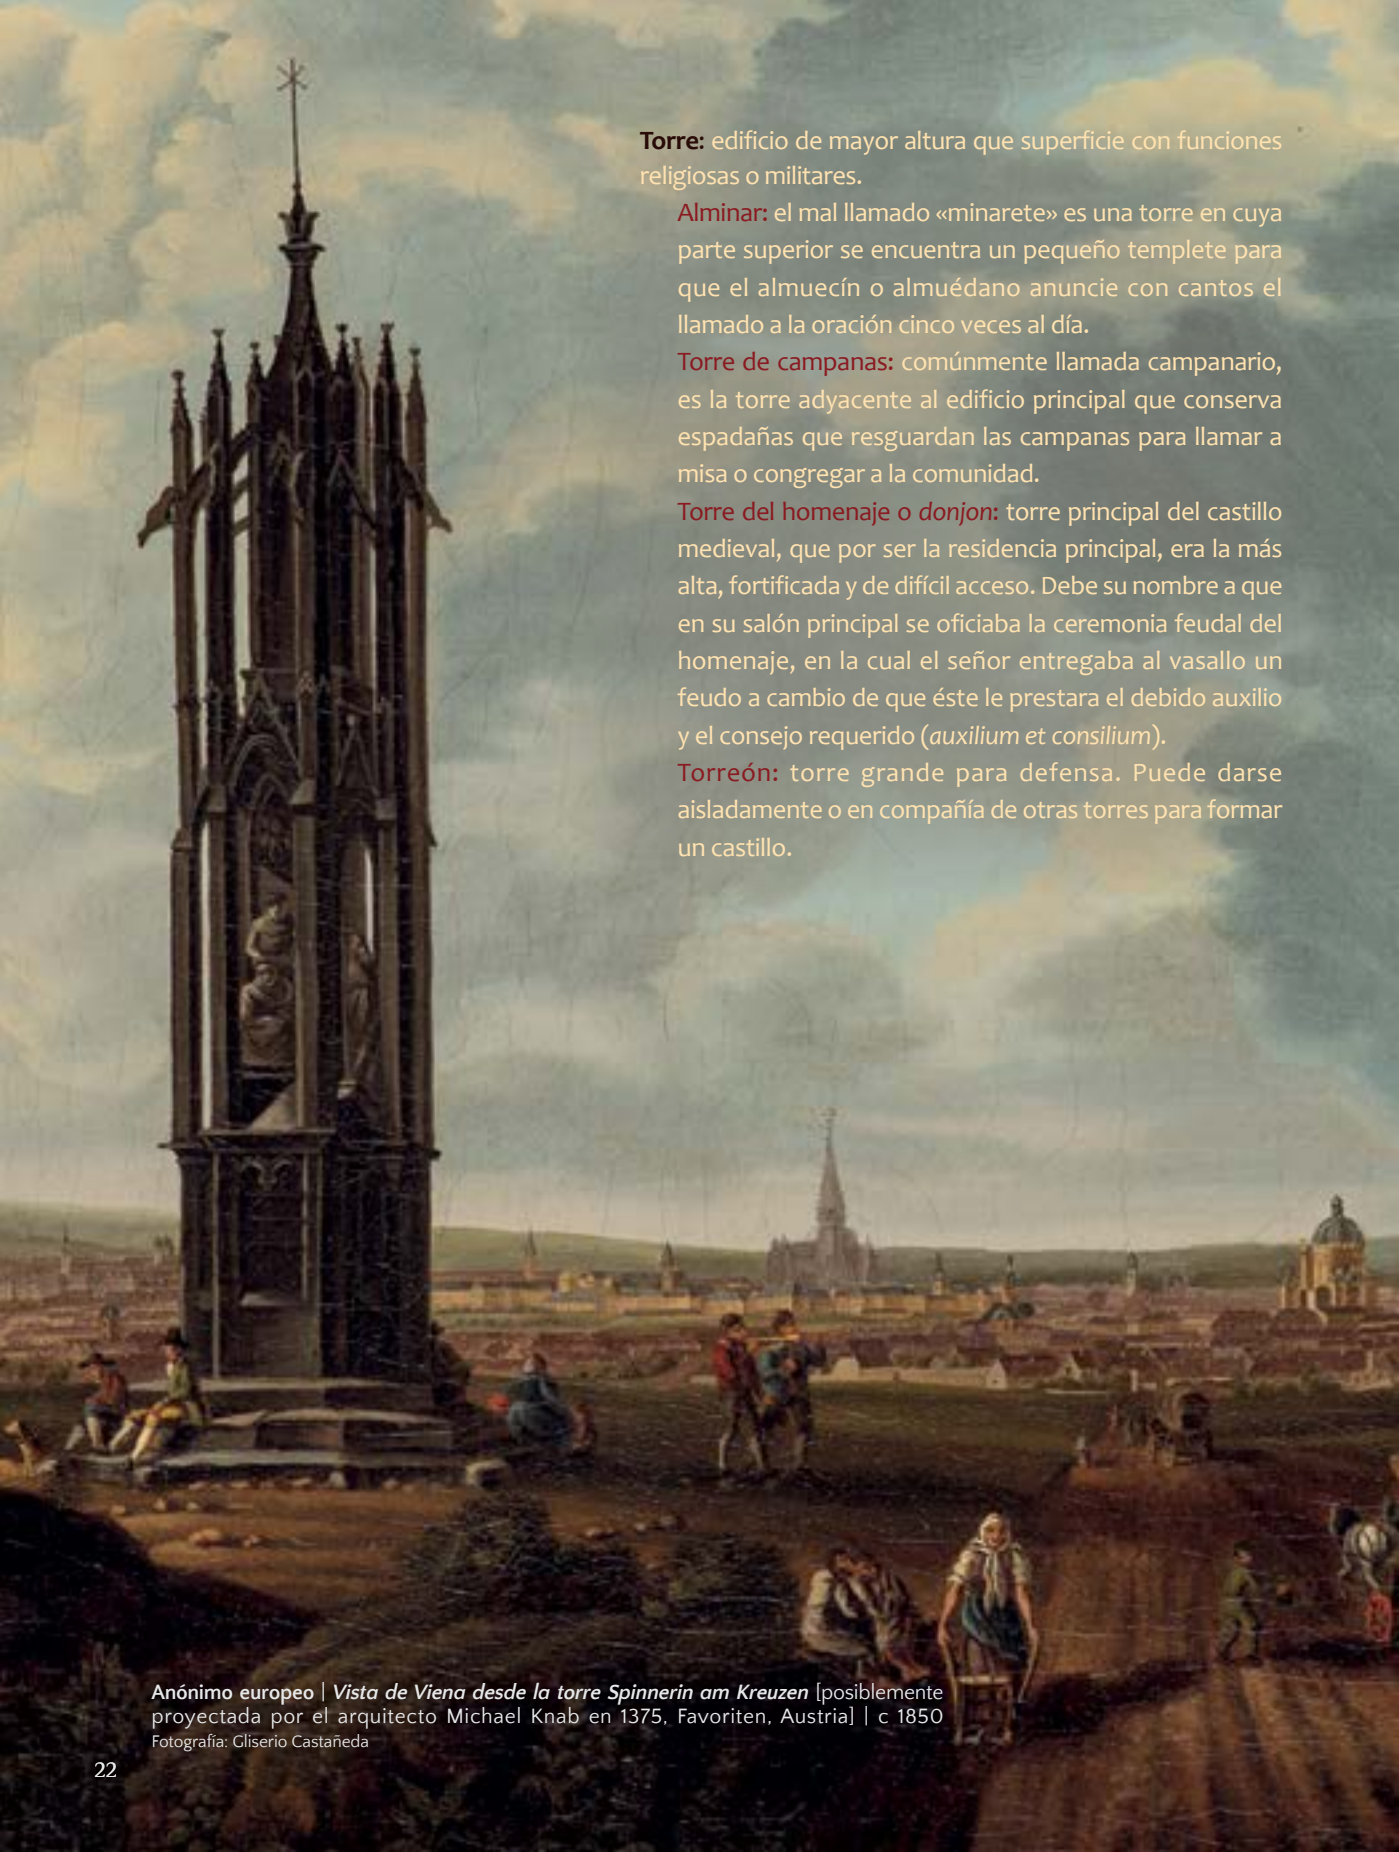 Torre: edificio de mayor altura que superficie con funciones
religiosas o militares.
Alminar: el mal llamado «minarete» es una torre en cuya
parte superior se encuentra un pequeño templete para
que el almuecín o almuédano anuncie con cantos el
llamado a la oración cinco veces al día.
Torre de campanas: comúnmente llamada campanario,
es la torre adyacente al edificio principal que conserva
espadañas que resguardan las campanas para llamar a
misa o congregar a la comunidad.
Torre del homenaje o donjon: torre principal del castillo
medieval, que por ser la residencia principal, era la más
alta, fortificada y de difícil acceso. Debe su nombre a que
en su salón principal se oficiaba la ceremonia feudal del
homenaje, en la cual el señor entregaba al vasallo un
feudo a cambio de que éste le prestara el debido auxilio
y el consejo requerido (auxilium et consilium).
Torreón: torre grande para defensa. Puede darse
aisladamente o en compañía de otras torres para formar
un castillo.
Anónimo europeo | Vista de Viena desde la torre Spinnerin am Kreuzen [posiblemente
proyectada por el arquitecto Michael Knab en 1375, Favoriten, Austria] | c 1850
Fotografía: Gliserio Castañeda
22